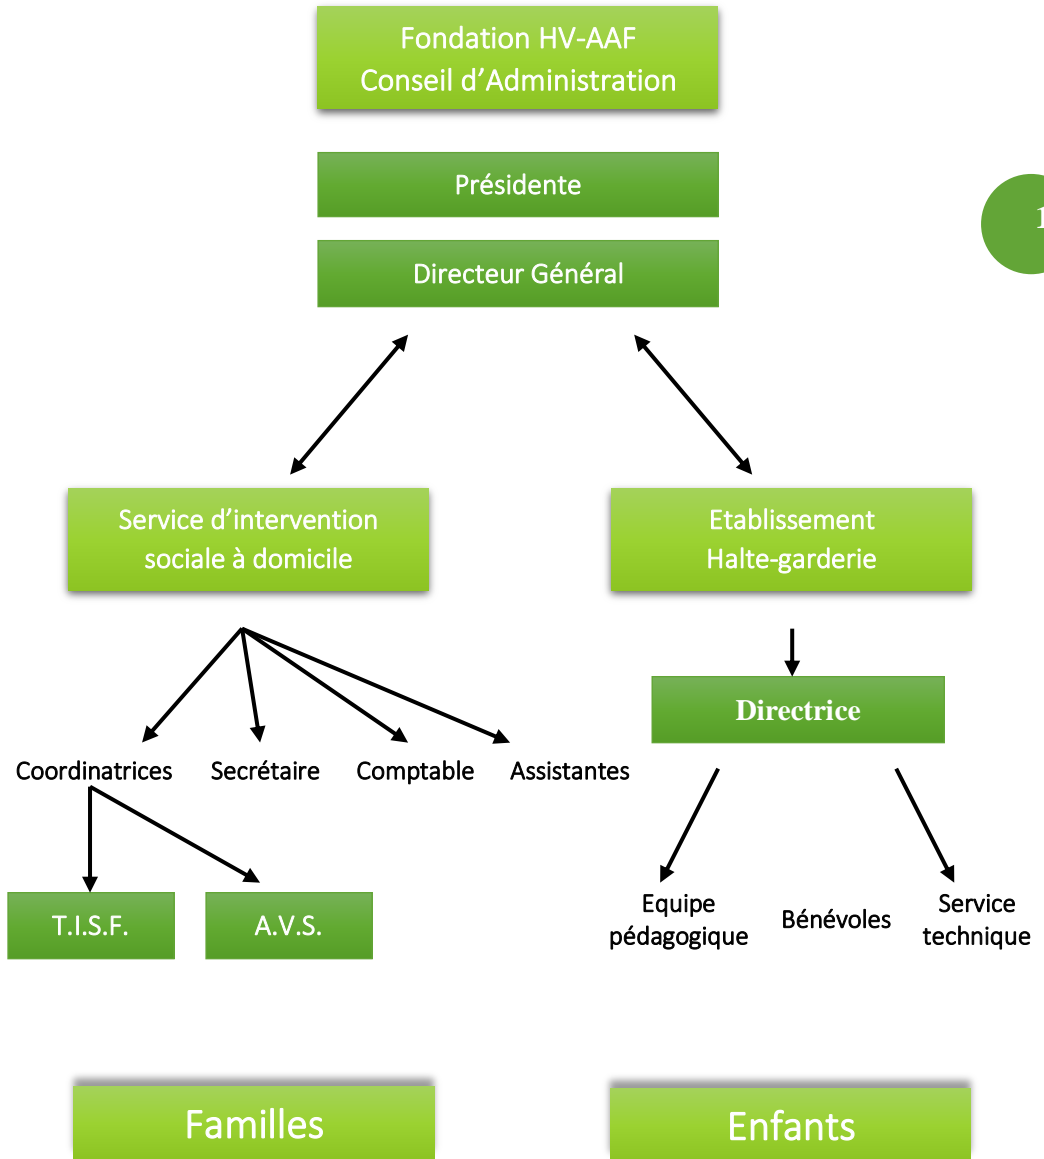 Fondation HV-AAF
Conseil d'Administration
Présidente
1
Directeur Général
Service d'intervention
sociale à domicile
Etablissement
Halte-garderie
Directrice
Coordinatrices
Secrétaire
Comptable
Assistantes
T.I.S.F.
A.V.S.
Equipe
pédagogique
Bénévoles
Service
technique
Familles
Enfants